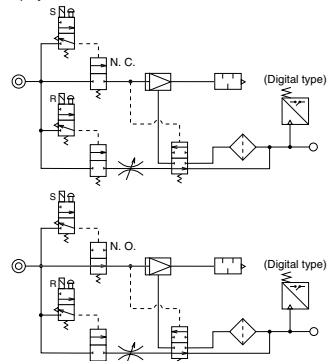 S
N. C.
(Digital type)
R
S
N. O.
(Digital type)
R